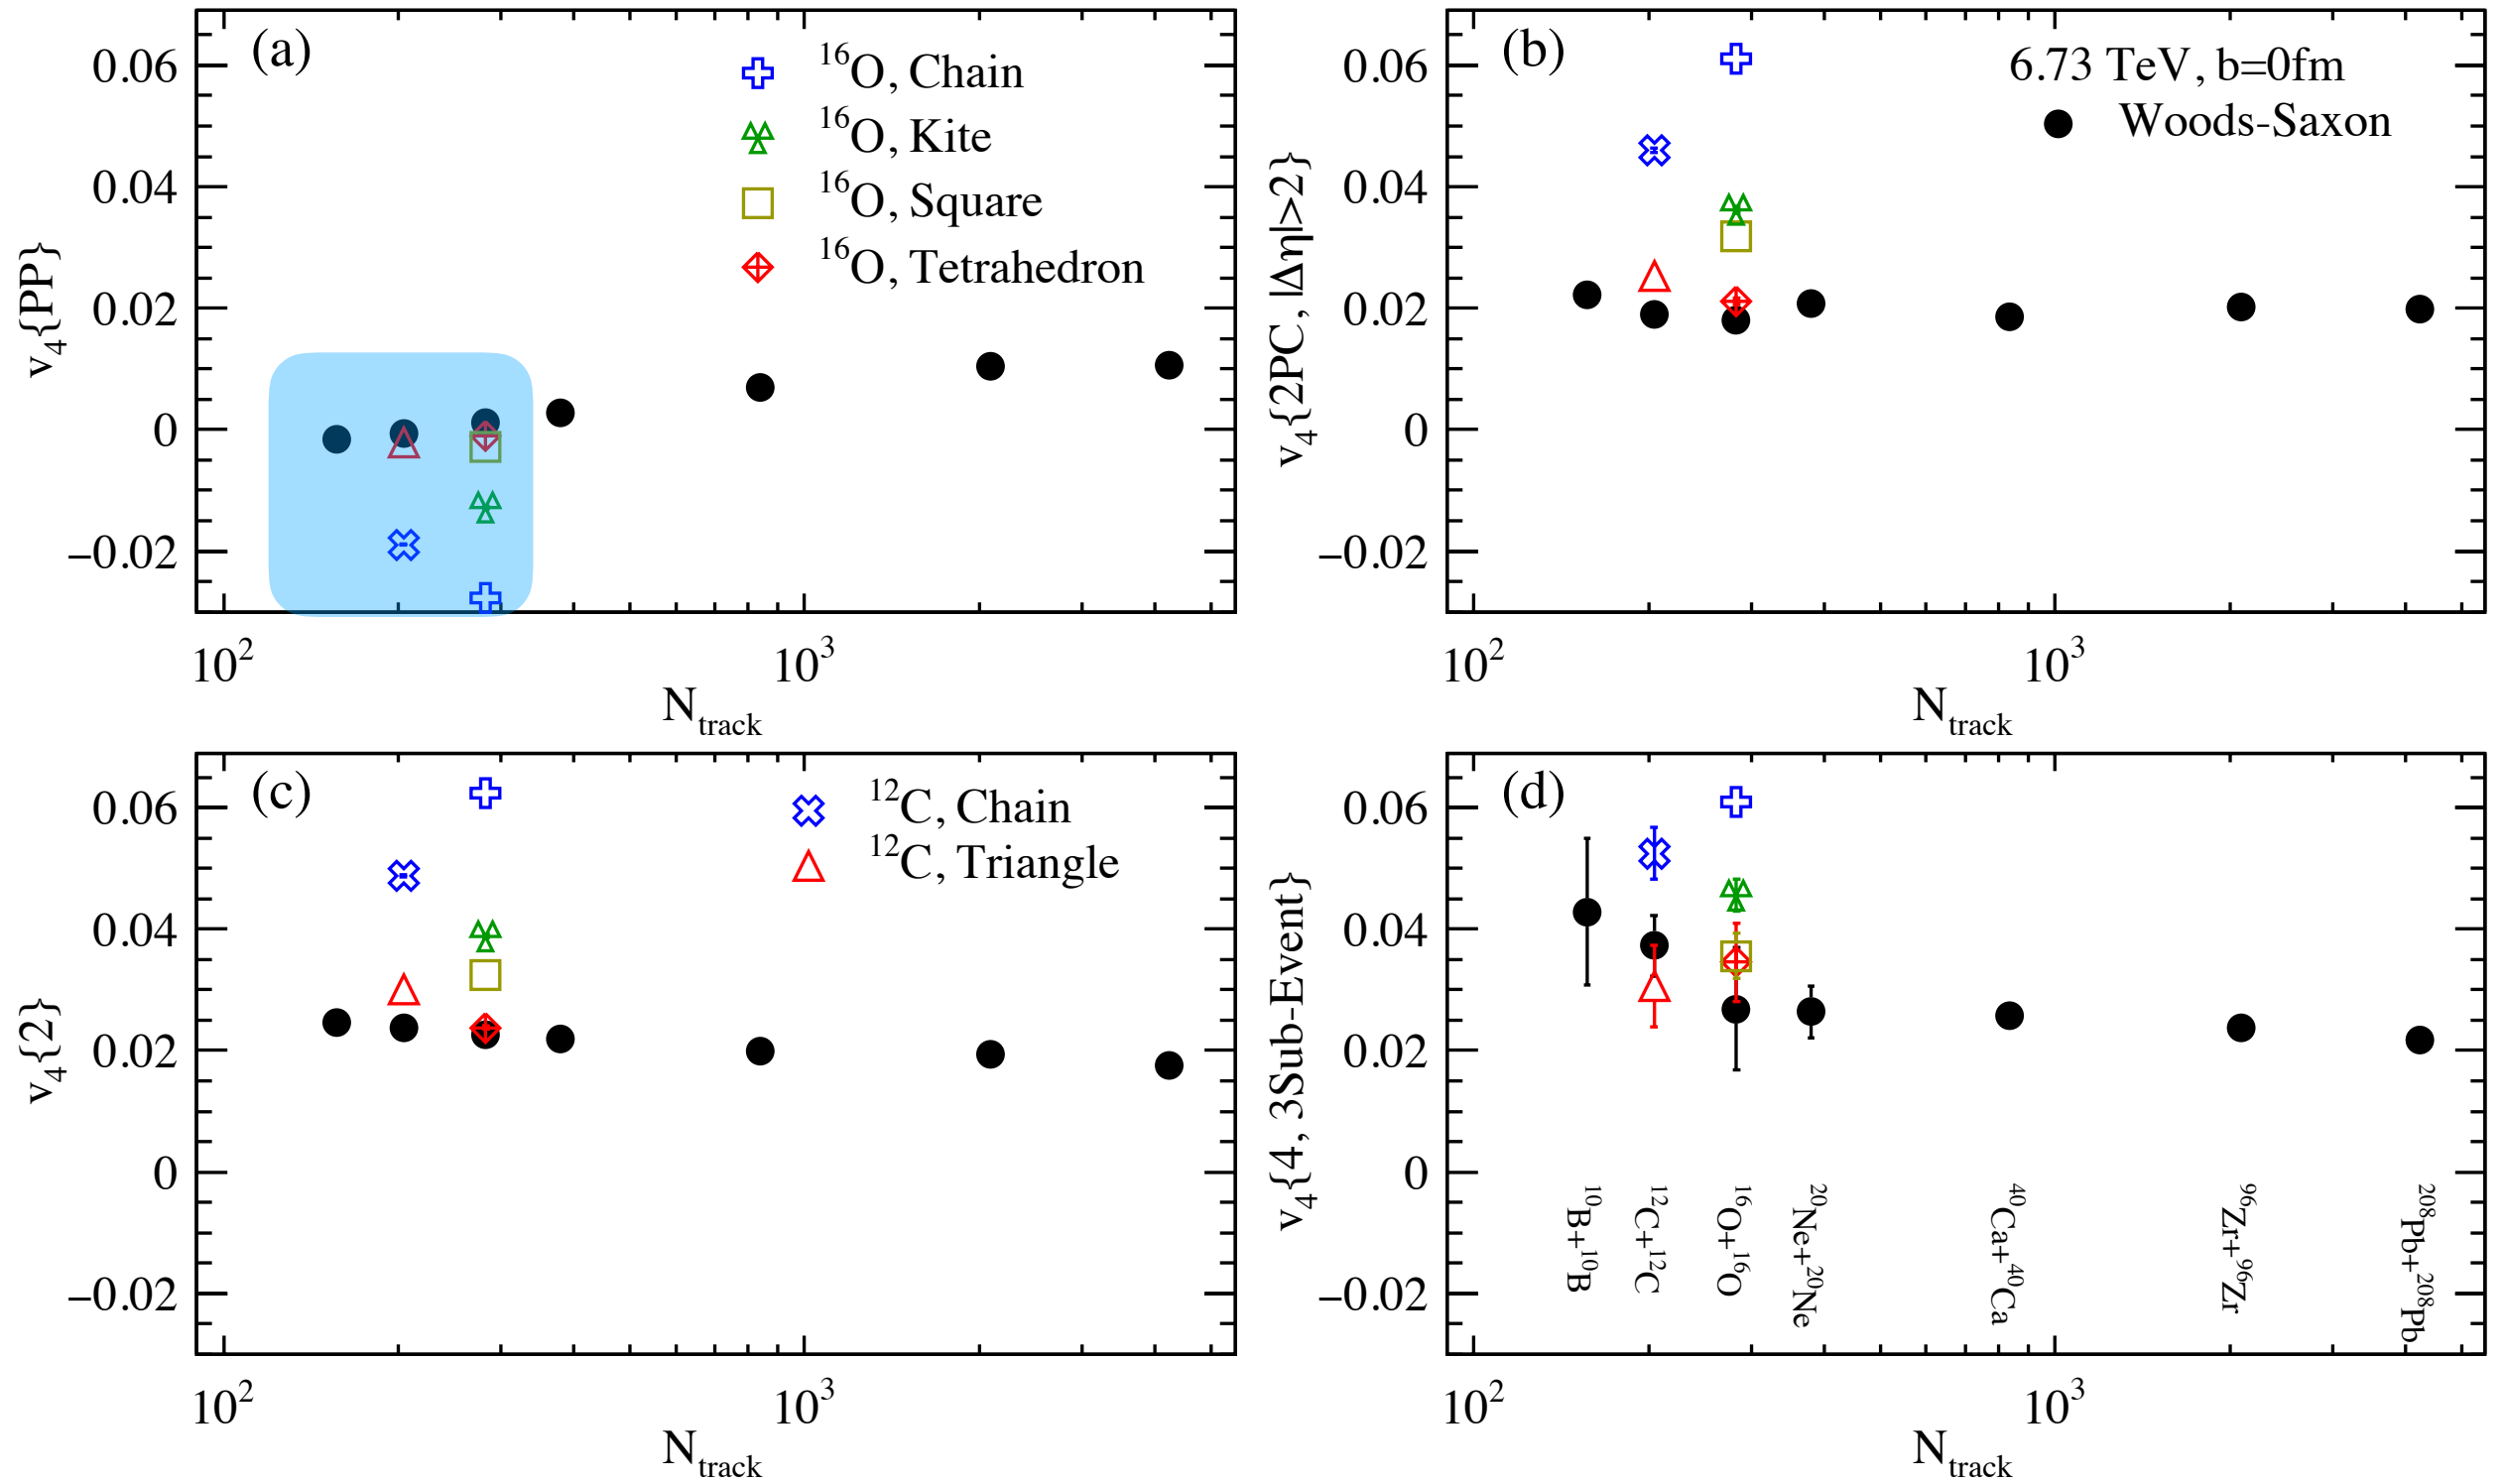 (a)
0.06
0.04
0.02
0
−0.02
v4{PP}
¹⁶O, Chain
¹⁶O, Kite
¹⁶O, Square
¹⁶O, Tetrahedron
10²
10³
Ntrack
(b)
0.06
0.04
0.02
0
−0.02
v4{2PC, |Δη|>2}
6.73 TeV, b=0fm
Woods-Saxon
10²
10³
Ntrack
(c)
0.06
0.04
0.02
0
−0.02
v4{2}
¹²C, Chain
¹²C, Triangle
10²
10³
Ntrack
(d)
0.06
0.04
0.02
0
−0.02
v4{4, 3Sub-Event}
¹⁰B+¹⁰B
¹²C+¹²C
¹⁶O+¹⁶O
²⁰Ne+²⁰Ne
⁴⁰Ca+⁴⁰Ca
⁹⁶Zr+⁹⁶Zr
²⁰⁸Pb+²⁰⁸Pb
10²
10³
Ntrack